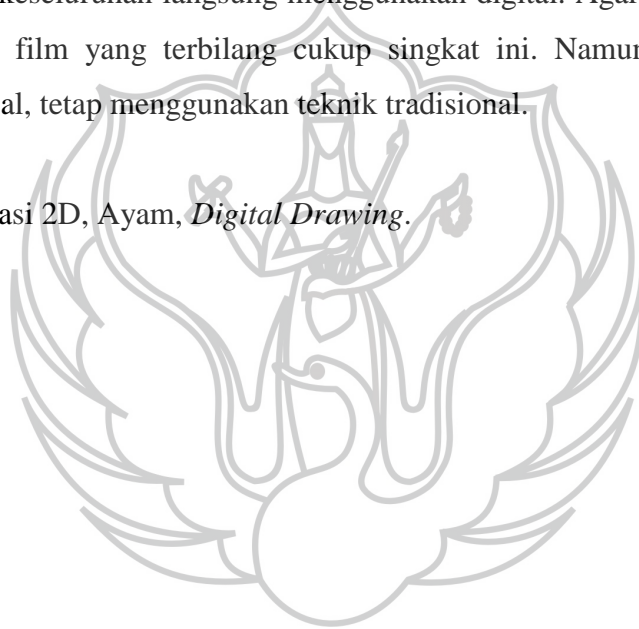 keseluruhan langsung menggunakan digital. Agar
film yang terbilang cukup singkat ini. Namun
al, tetap menggunakan teknik tradisional.
asi 2D, Ayam, Digital Drawing.